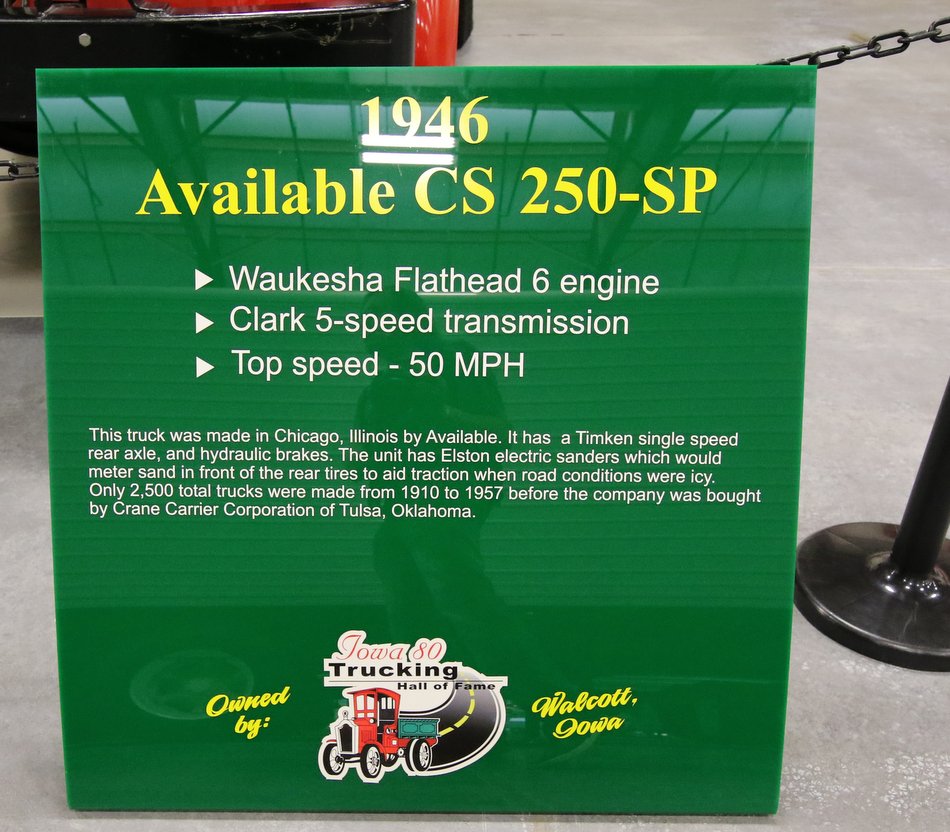 1946
Available CS 250-SP
Waukesha Flathead 6 engine
Clark 5-speed transmission
Top speed - 50 MPH
This truck was made in Chicago, Illinois by Available. It has a Timken single speed
rear axle, and hydraulic brakes. The unit has Elston electric sanders which would
meter sand in front of the rear tires to aid traction when road conditions were icy.
Only 2,500 total trucks were made from 1910 to 1957 before the company was bought
by Crane Carrier Corporation of Tulsa, Oklahoma.
Owned
by:
Iowa 80
Trucking
Hall of Fame
Walcott,
Iowa